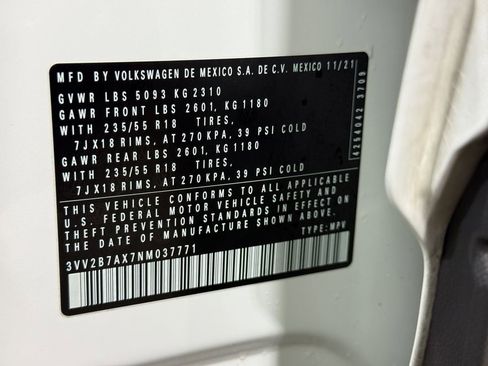 MFD BY VOLKSWAGEN DE MEXICO S.A. DE C.V. MEXICO 11/21
GVWR LBS 5093 KG 2310
GAWR FRONT LBS 2601, KG 1180
WITH 235/55 R18 TIRES,
7JX18 RIMS, AT 270 KPA, 39 PSI COLD
GAWR REAR LBS 2601, KG 1180
WITH 235/55 R18 TIRES,
7JX18 RIMS, AT 270 KPA, 39 PSI COLD
THIS VEHICLE CONFORMS TO ALL APPLICABLE
U.S. FEDERAL MOTOR VEHICLE SAFETY AND
THEFT PREVENTION STANDARDS IN EFFECT ON
THE DATE OF MANUFACTURE SHOWN ABOVE.
3VV2B7AX7NM037771 TYPE: MPV
4254042 3709